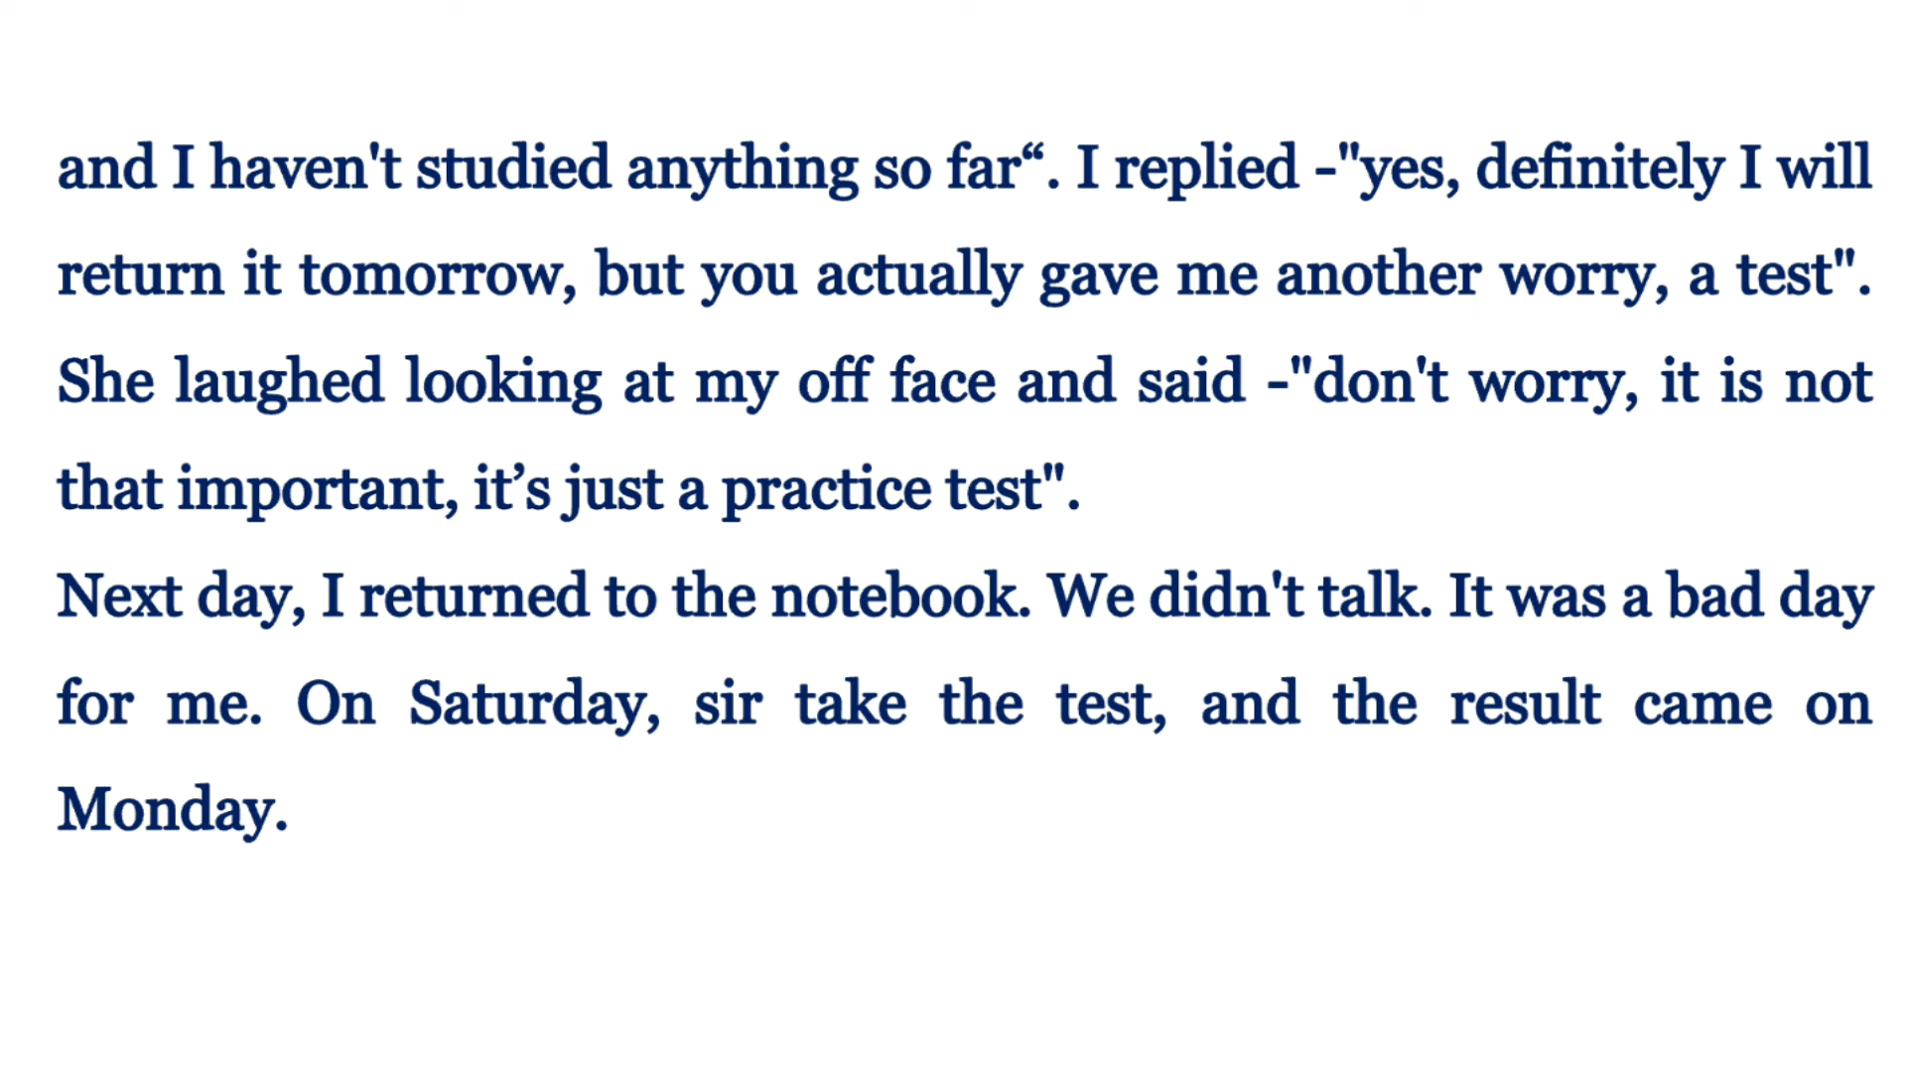 and I haven't studied anything so far“. I replied -"yes, definitely I will
return it tomorrow, but you actually gave me another worry, a test".
She laughed looking at my off face and said -"don't worry, it is not
that important, it’s just a practice test".
Next day, I returned to the notebook. We didn't talk. It was a bad day
for me. On Saturday, sir take the test, and the result came on
Monday.